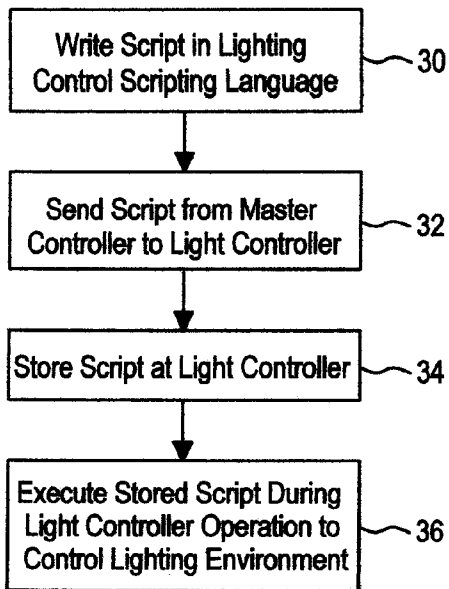 Write Script in Lighting
Control Scripting Language
30
Send Script from Master
Controller to Light Controller
32
Store Script at Light Controller
34
Execute Stored Script During
Light Controller Operation to
Control Lighting Environment
36